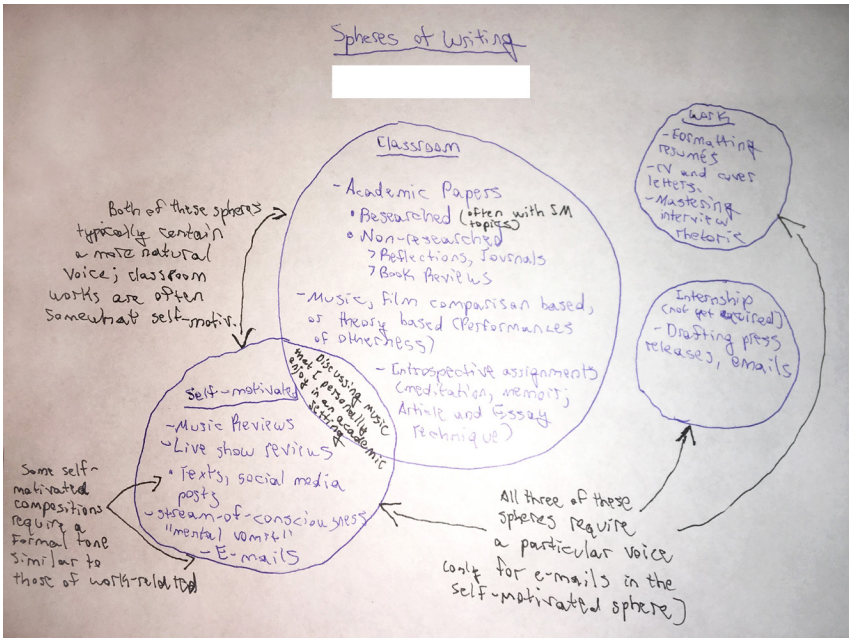 Spheres of Writing
Classroom
- Academic Papers
• Researched (often with SM
topics)
• Non-researched
> Reflections, Journals
> Book Reviews
- Music, film comparison based,
or theory based (Performances
of otherness)
- Introspective assignments
(meditation, memoir;
Article and Essay
Technique)
Work
- Formatting
resumés
- CV and cover
letters.
- Mastering
interview
rhetoric
Internship
(not yet acquired)
- Drafting press
releases, emails
Both of these spheres
typically contain
a more natural
voice; classroom
works are often
somewhat self-motiv.
Discussing music
that I personally
enjoy in an academic
setting
Self-motivated
- Music Reviews
- Live show reviews
• Texts, social media
posts
- stream-of-consciousness
"mental vomit"
- E-mails
Some self-
motivated
compositions
require a
formal tone
similar to
those of work-related
All three of these
spheres require
a particular voice
(only for e-mails in the
self-motivated sphere)